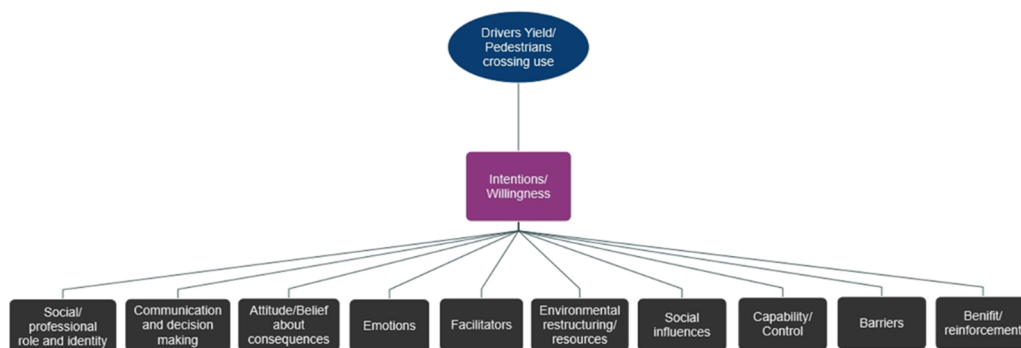 Drivers Yield/
Pedestrians
crossing use
Intentions/
Willingness
Social/
professional
role and identity
Communication
and decision
making
Attitude/Belief
about
consequences
Emotions
Facilitators
Environmental
restructuring/
resources
Social
influences
Capability/
Control
Barriers
Benifit/
reinforcement